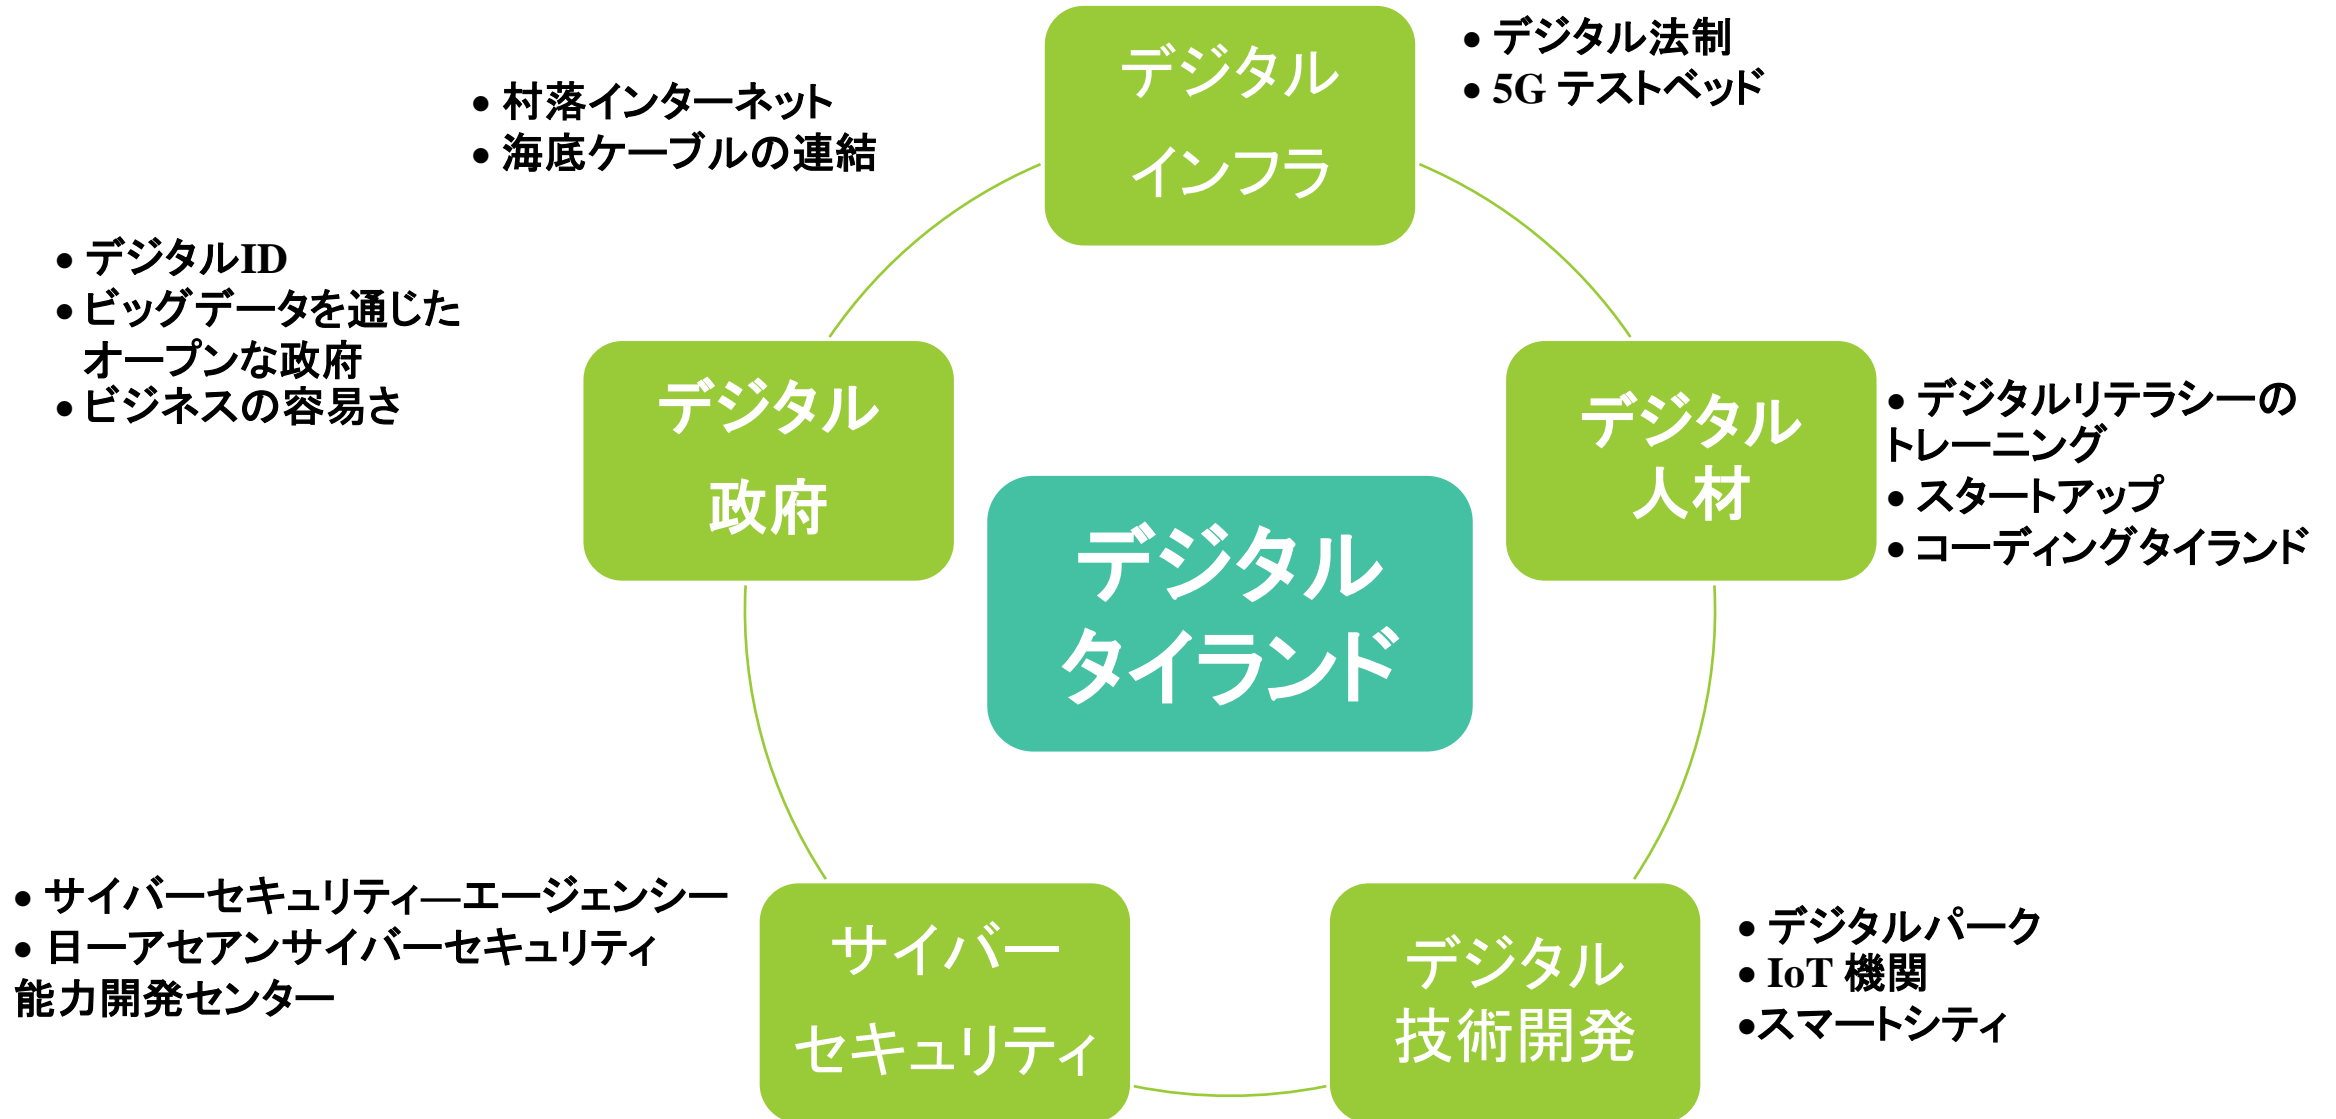 デジタル
インフラ
• デジタル法制
• 5G テストベッド
• 村落インターネット
• 海底ケーブルの連結
• デジタルID
• ビッグデータを通じた
オープンな政府
• ビジネスの容易さ
デジタル
政府
デジタル
人材
• デジタルリテラシーの
トレーニング
• スタートアップ
• コーディングタイランド
デジタル
タイランド
• サイバーセキュリティ—エージェンシー
• 日ーアセアンサイバーセキュリティ
能力開発センター
サイバー
セキュリティ
デジタル
技術開発
• デジタルパーク
• IoT 機関
•スマートシティ